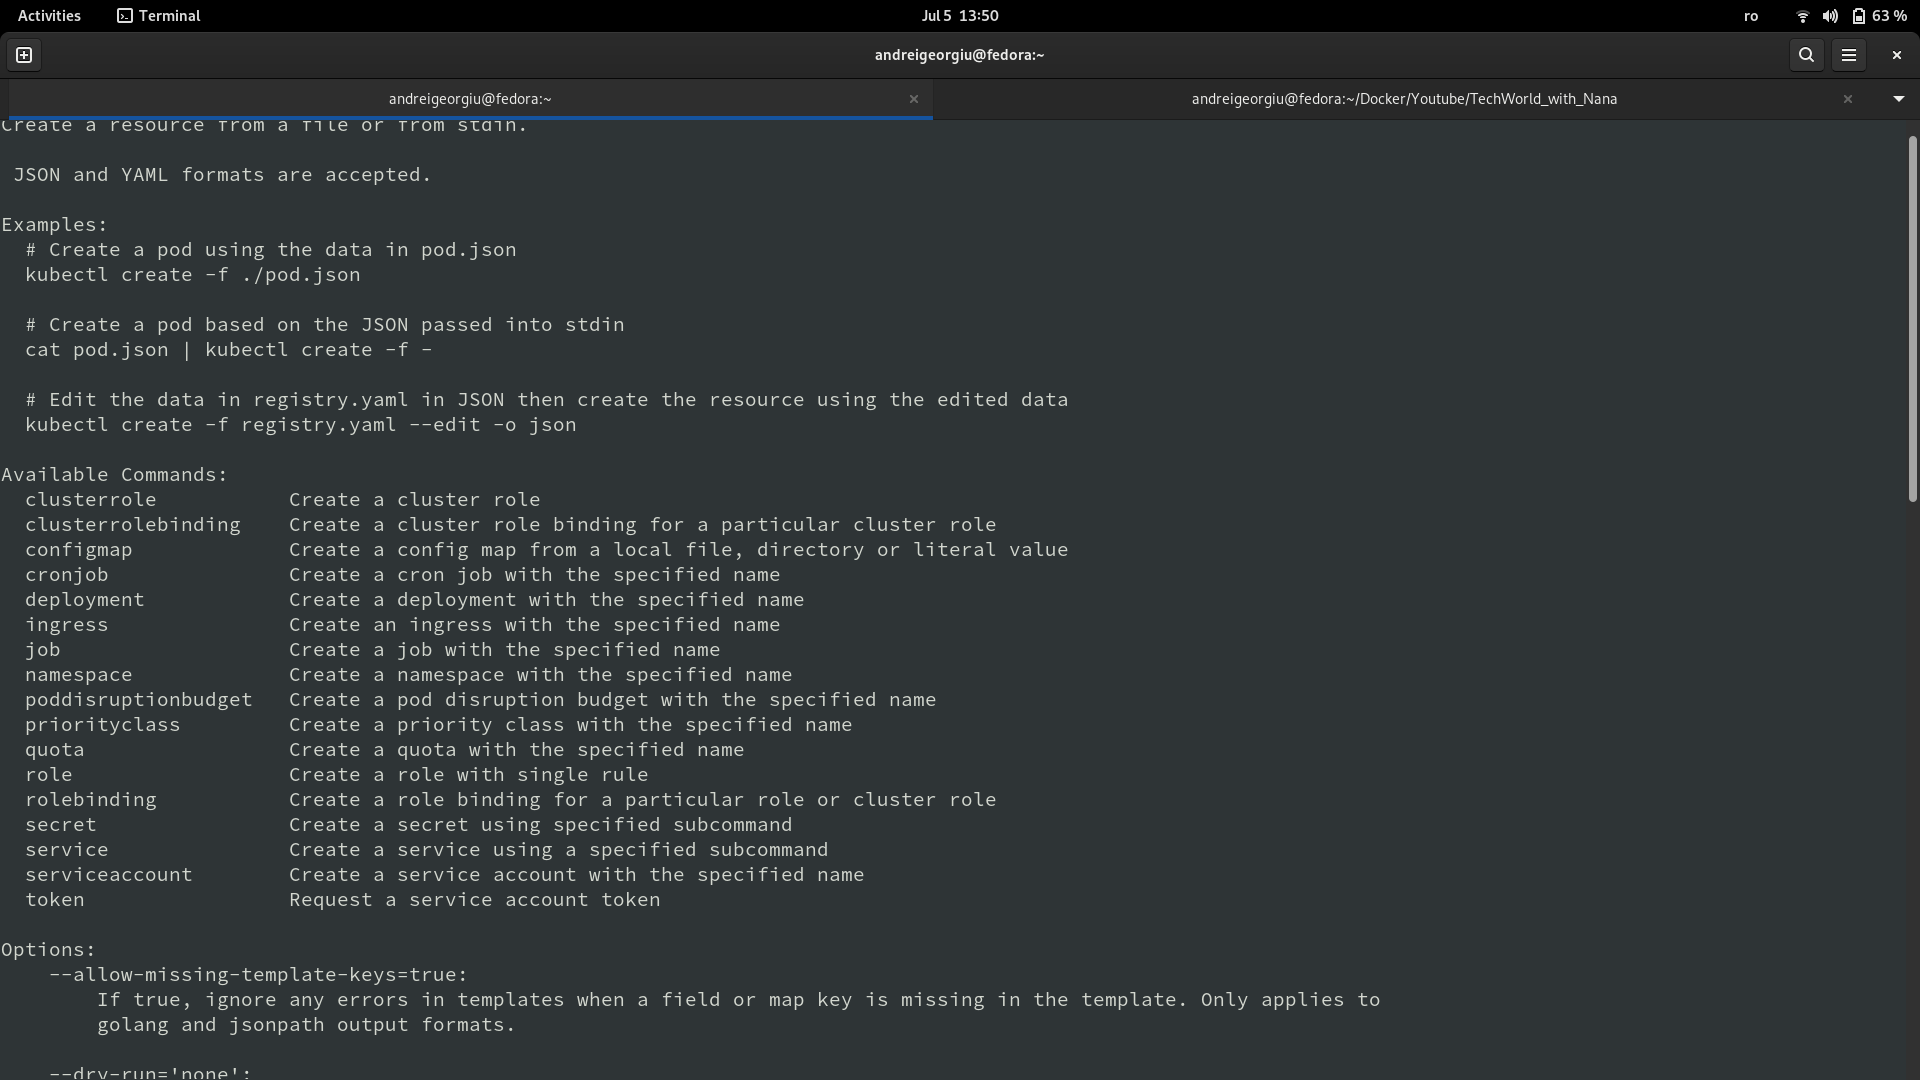 Activities Terminal Jul 5 13:50 ro 63 %
andreigeorgiu@fedora:~
andreigeorgiu@fedora:~ andreigeorgiu@fedora:~/Docker/Youtube/TechWorld_with_Nana
Create a resource from a file or from stdin.
JSON and YAML formats are accepted.
Examples:
# Create a pod using the data in pod.json
kubectl create -f ./pod.json
# Create a pod based on the JSON passed into stdin
cat pod.json | kubectl create -f -
# Edit the data in registry.yaml in JSON then create the resource using the edited data
kubectl create -f registry.yaml --edit -o json
Available Commands:
clusterrole Create a cluster role
clusterrolebinding Create a cluster role binding for a particular cluster role
configmap Create a config map from a local file, directory or literal value
cronjob Create a cron job with the specified name
deployment Create a deployment with the specified name
ingress Create an ingress with the specified name
job Create a job with the specified name
namespace Create a namespace with the specified name
poddisruptionbudget Create a pod disruption budget with the specified name
priorityclass Create a priority class with the specified name
quota Create a quota with the specified name
role Create a role with single rule
rolebinding Create a role binding for a particular role or cluster role
secret Create a secret using specified subcommand
service Create a service using a specified subcommand
serviceaccount Create a service account with the specified name
token Request a service account token
Options:
--allow-missing-template-keys=true:
If true, ignore any errors in templates when a field or map key is missing in the template. Only applies to
golang and jsonpath output formats.
--dry-run='none':